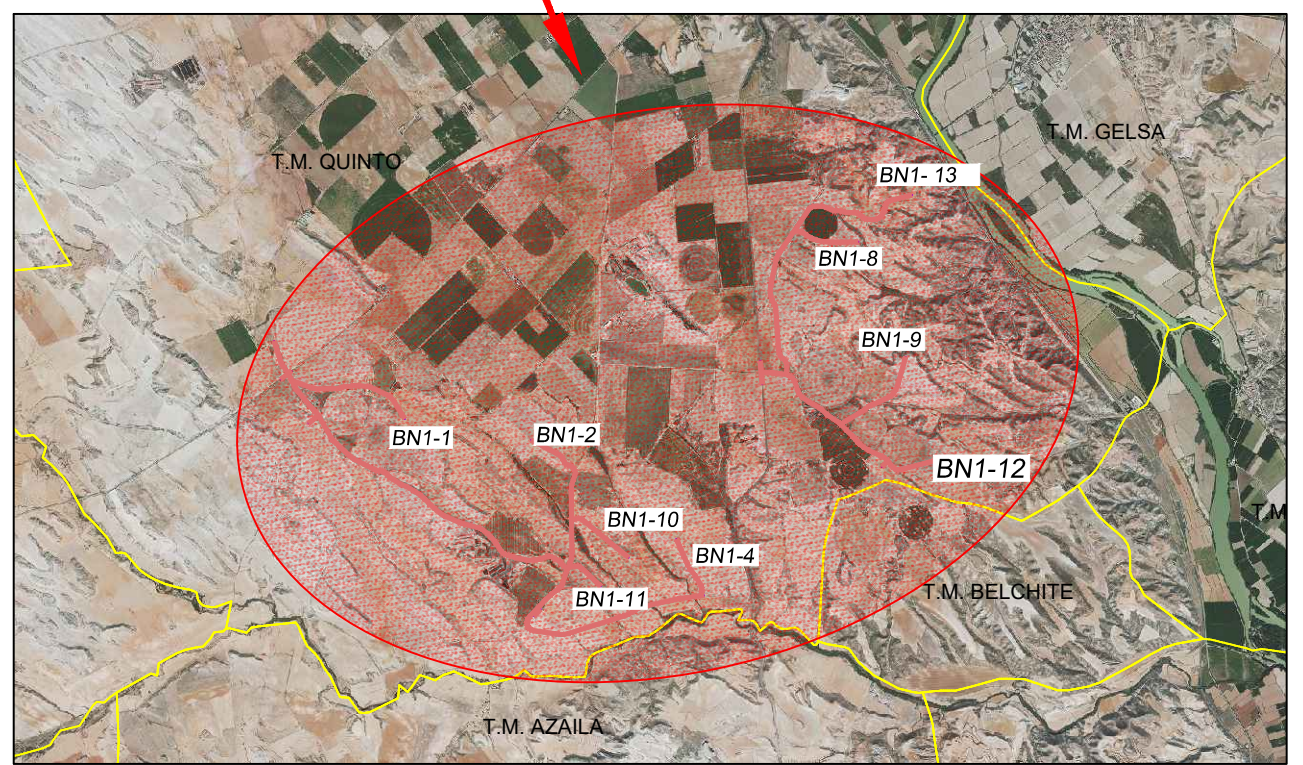 T.M. GELSA
T.M. QUINTO
BN1- 13
BN1-8
BN1-9
BN1-1
BN1-2
BN1-12
BN1-10
T.M
BN1-4
T.M. BELCHITE
BN1-11
T.M. AZAILA